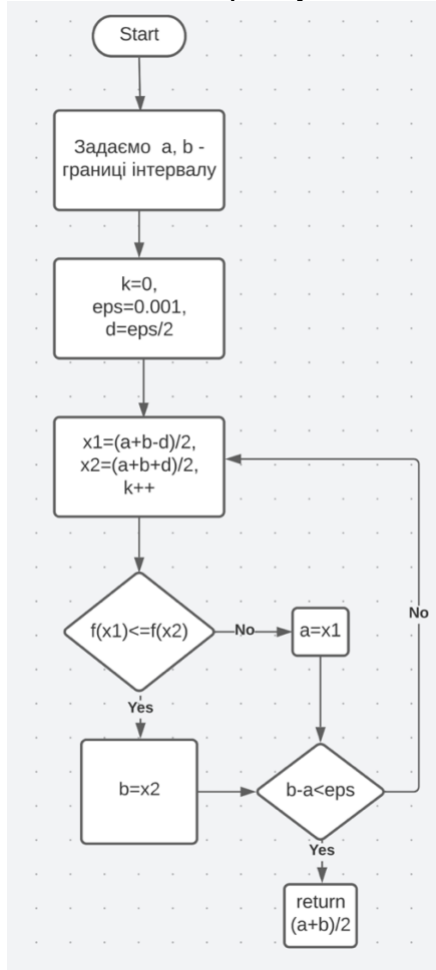 Start
Задаємо a, b -
границі інтервалу
k=0,
eps=0.001,
d=eps/2
x1=(a+b-d)/2,
x2=(a+b+d)/2,
k++
f(x1)<=f(x2)
No
a=x1
No
Yes
b=x2
b-a<eps
Yes
return
(a+b)/2